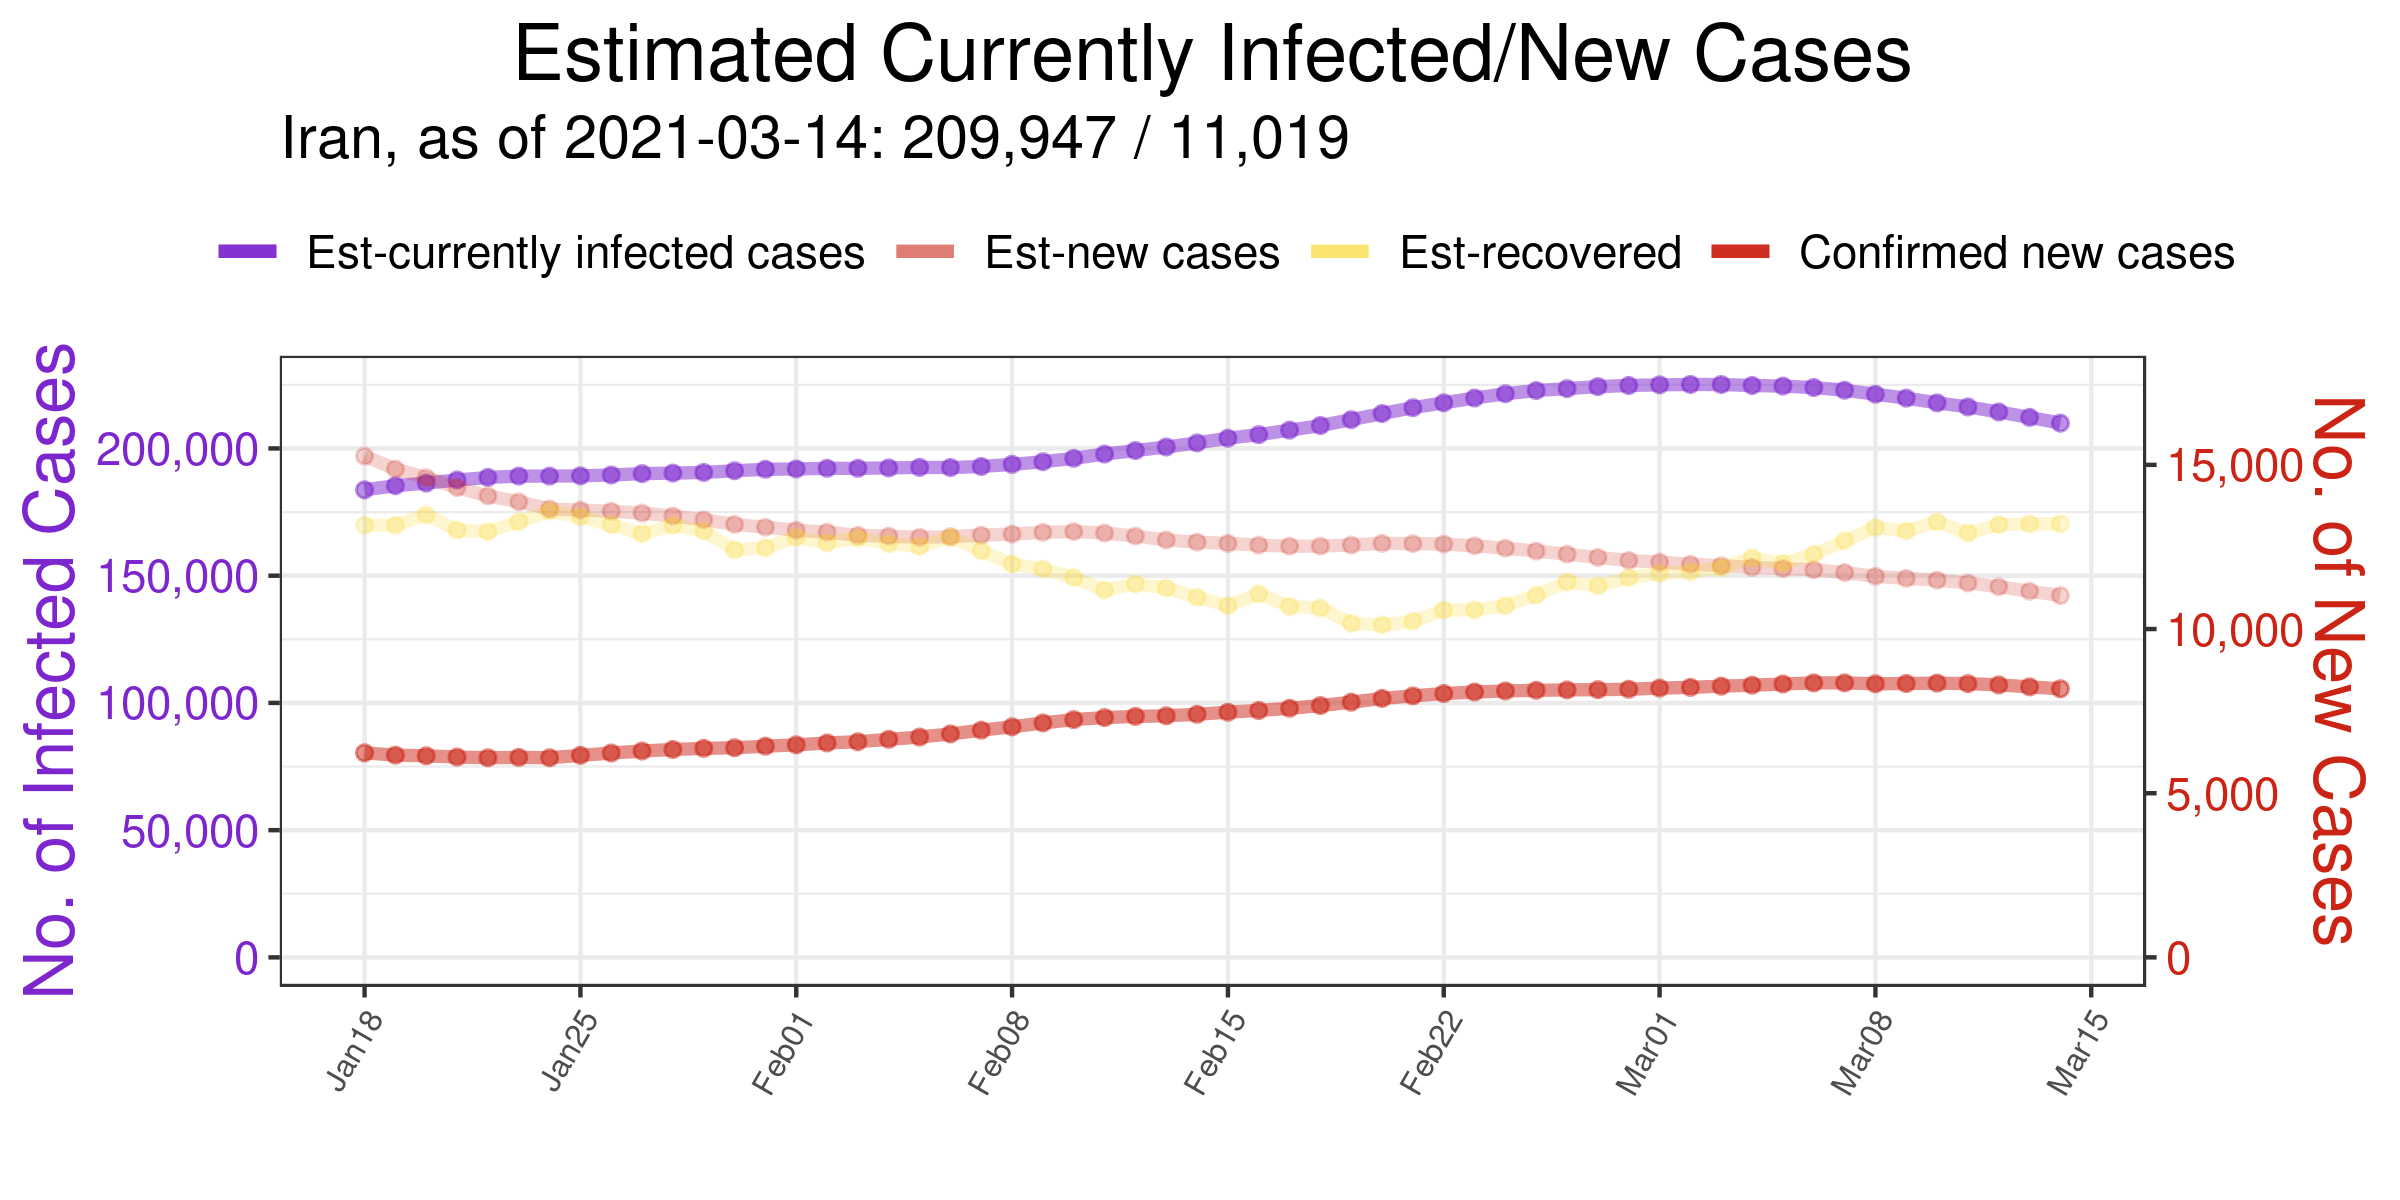 Estimated Currently Infected/New Cases
Iran, as of 2021-03-14: 209,947 / 11,019
Est-currently infected cases Est-new cases Est-recovered Confirmed new cases
No. of Infected Cases
200,000
150,000
100,000
50,000
0
15,000
10,000
5,000
0
No. of New Cases
Jan18 Jan25 Feb01 Feb08 Feb15 Feb22 Mar01 Mar08 Mar15